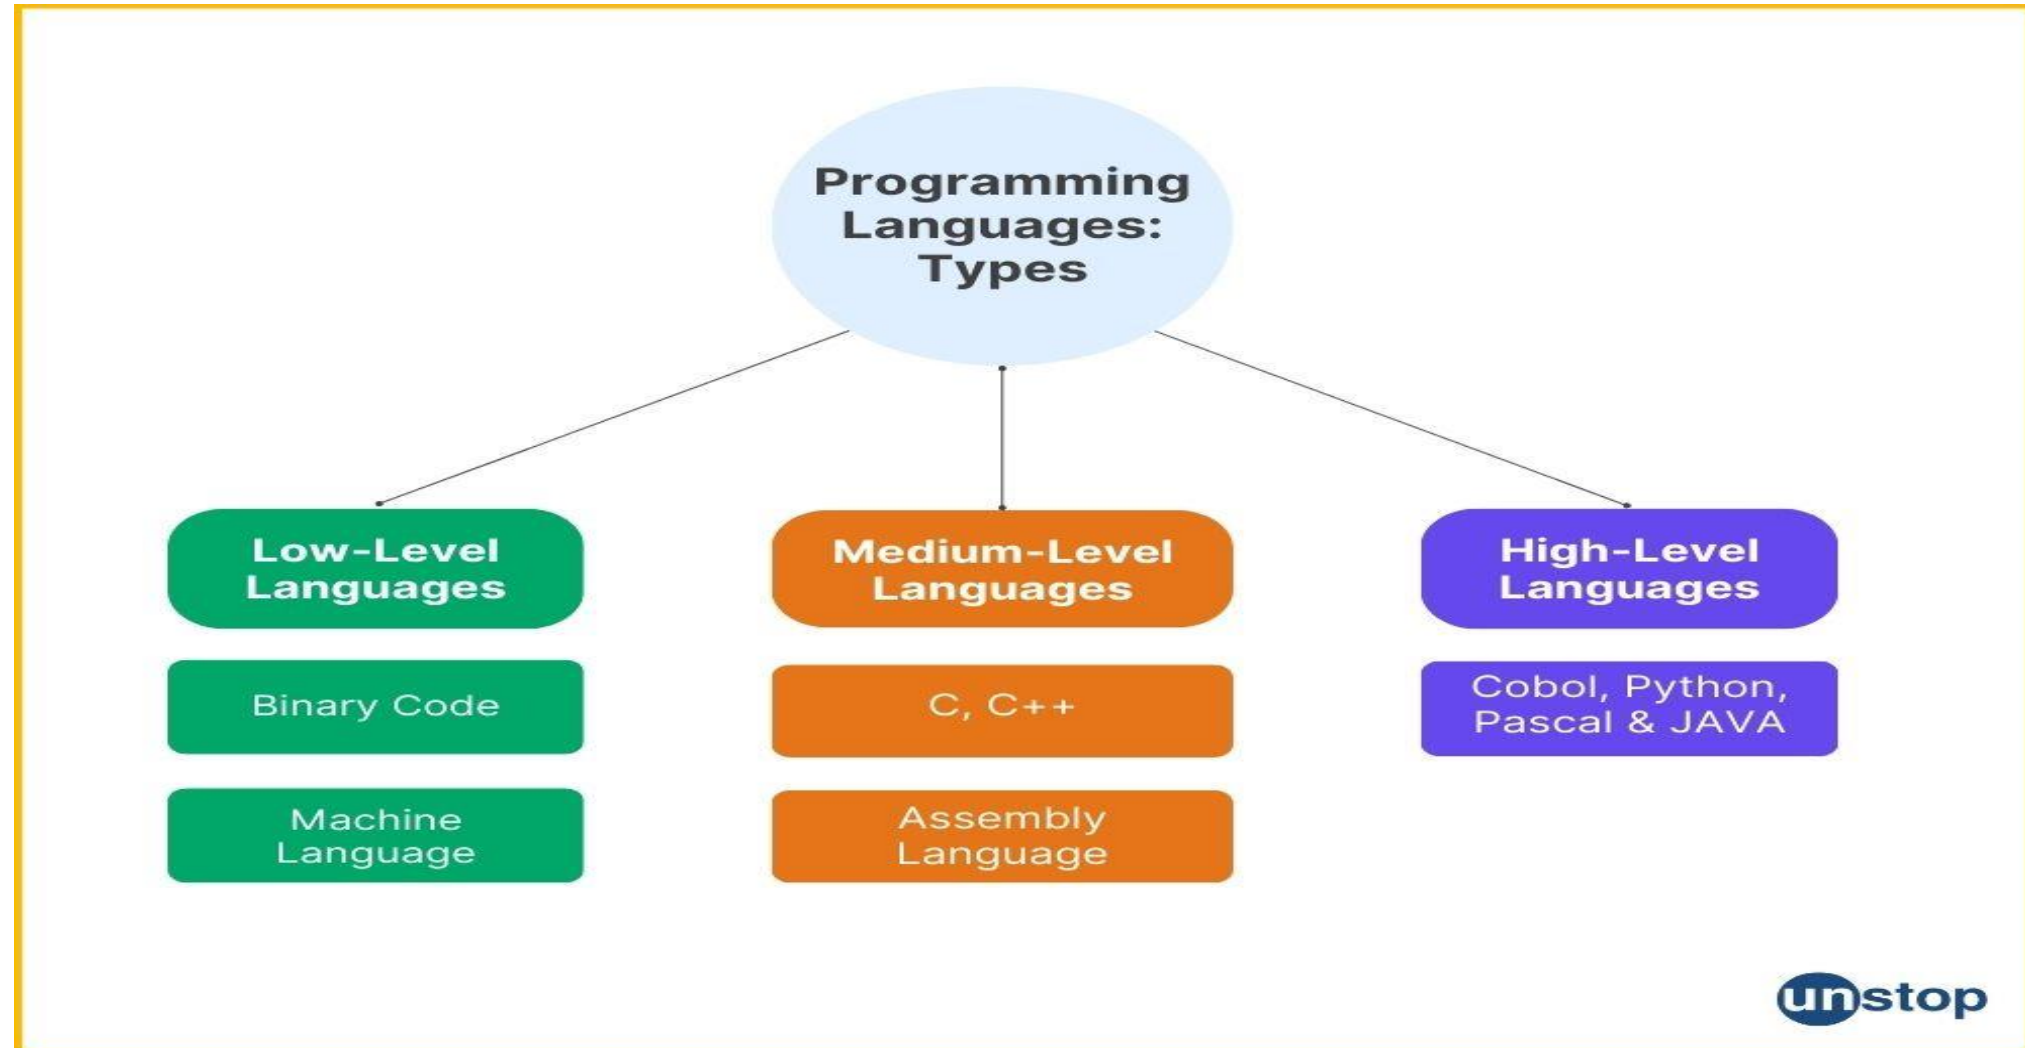 Programming
Languages:
Types
Low-Level
Languages
Binary Code
Machine
Language
Medium-Level
Languages
C, C++
Assembly
Language
High-Level
Languages
Cobol, Python,
Pascal & JAVA
unstop